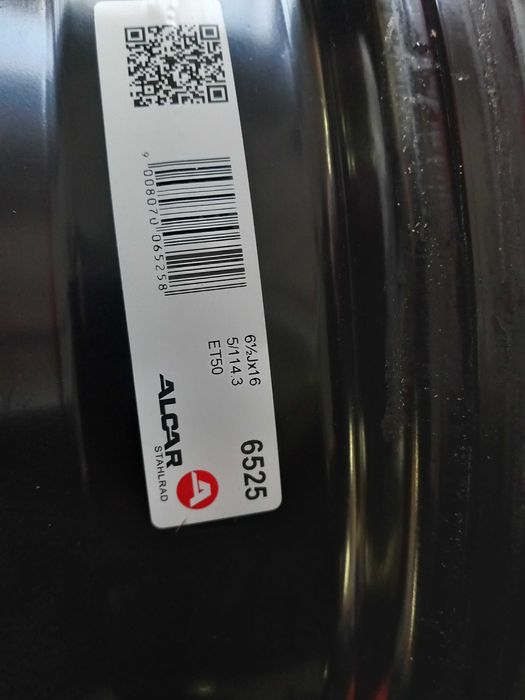 9 008070 065258
6½Jx16
5/114.3
ET50
6525
ALCAR
STAHLRAD